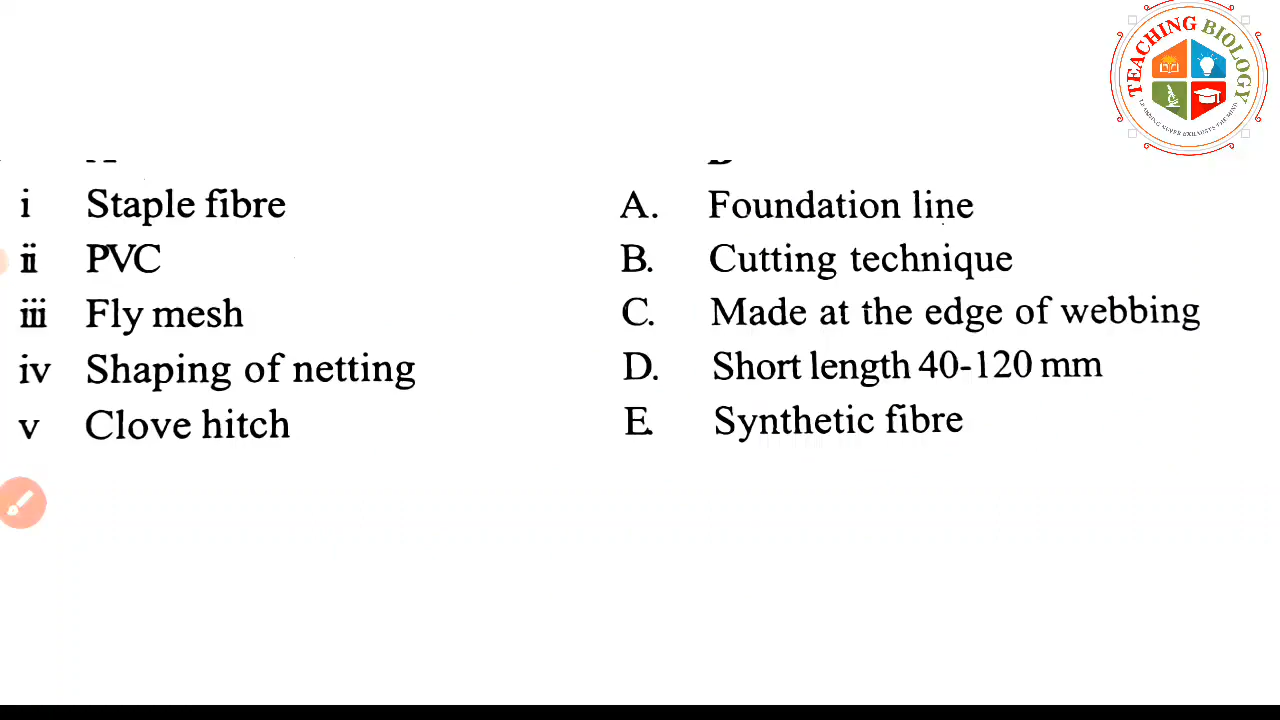 TEACHING BIOLOGY
i Staple fibre A. Foundation line
ii PVC B. Cutting technique
iii Fly mesh C. Made at the edge of webbing
iv Shaping of netting D. Short length 40-120 mm
v Clove hitch E. Synthetic fibre